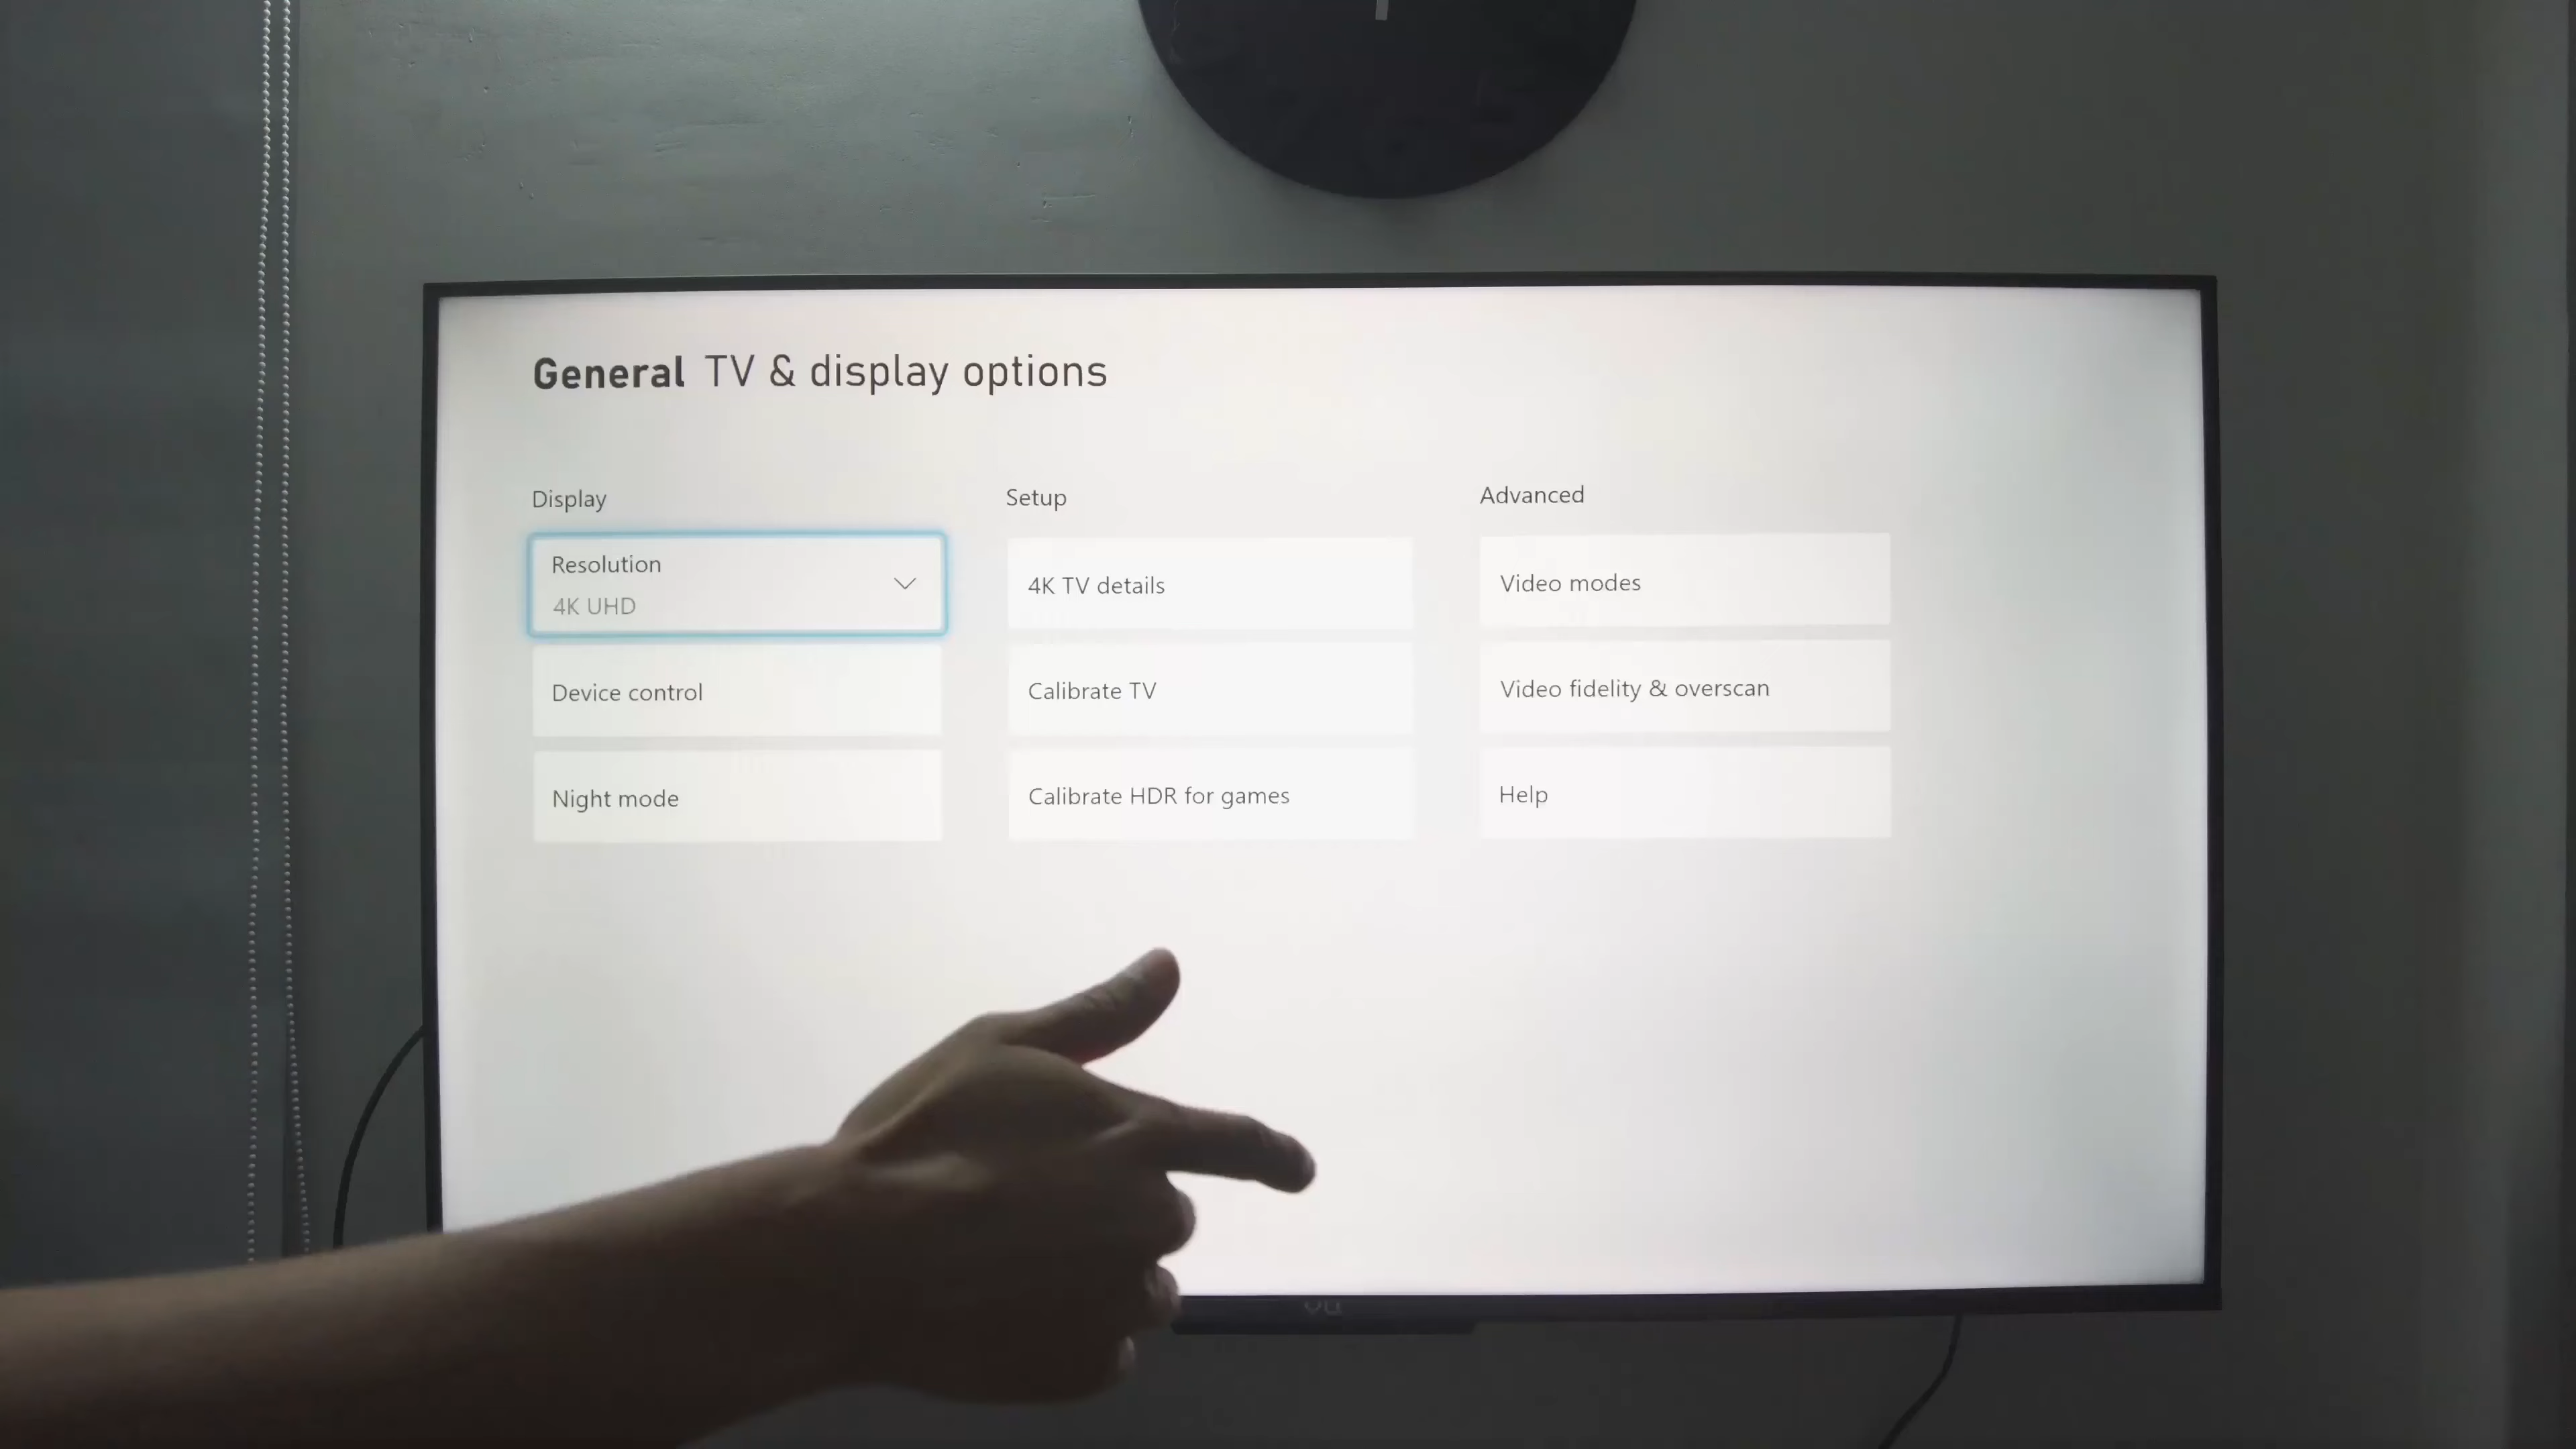 General TV & display options
Display
Resolution
4K UHD
Device control
Night mode
Setup
4K TV details
Calibrate TV
Calibrate HDR for games
Advanced
Video modes
Video fidelity & overscan
Help